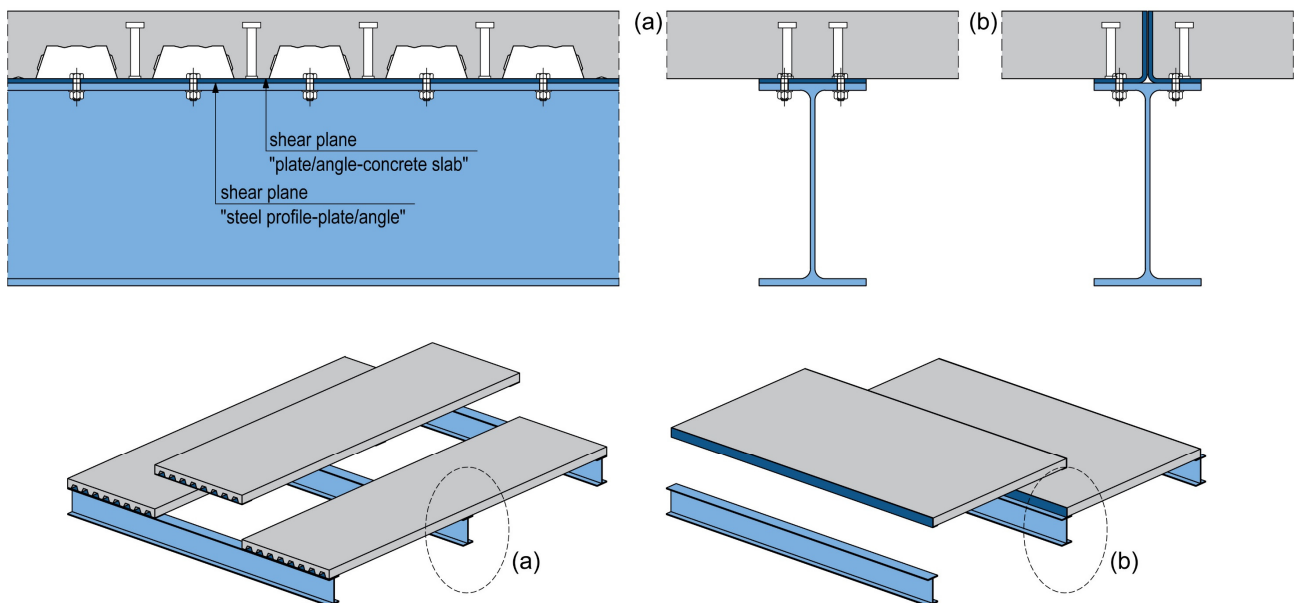 (a)
(b)
shear plane
"plate/angle-concrete slab"
shear plane
"steel profile-plate/angle"
(a)
(b)